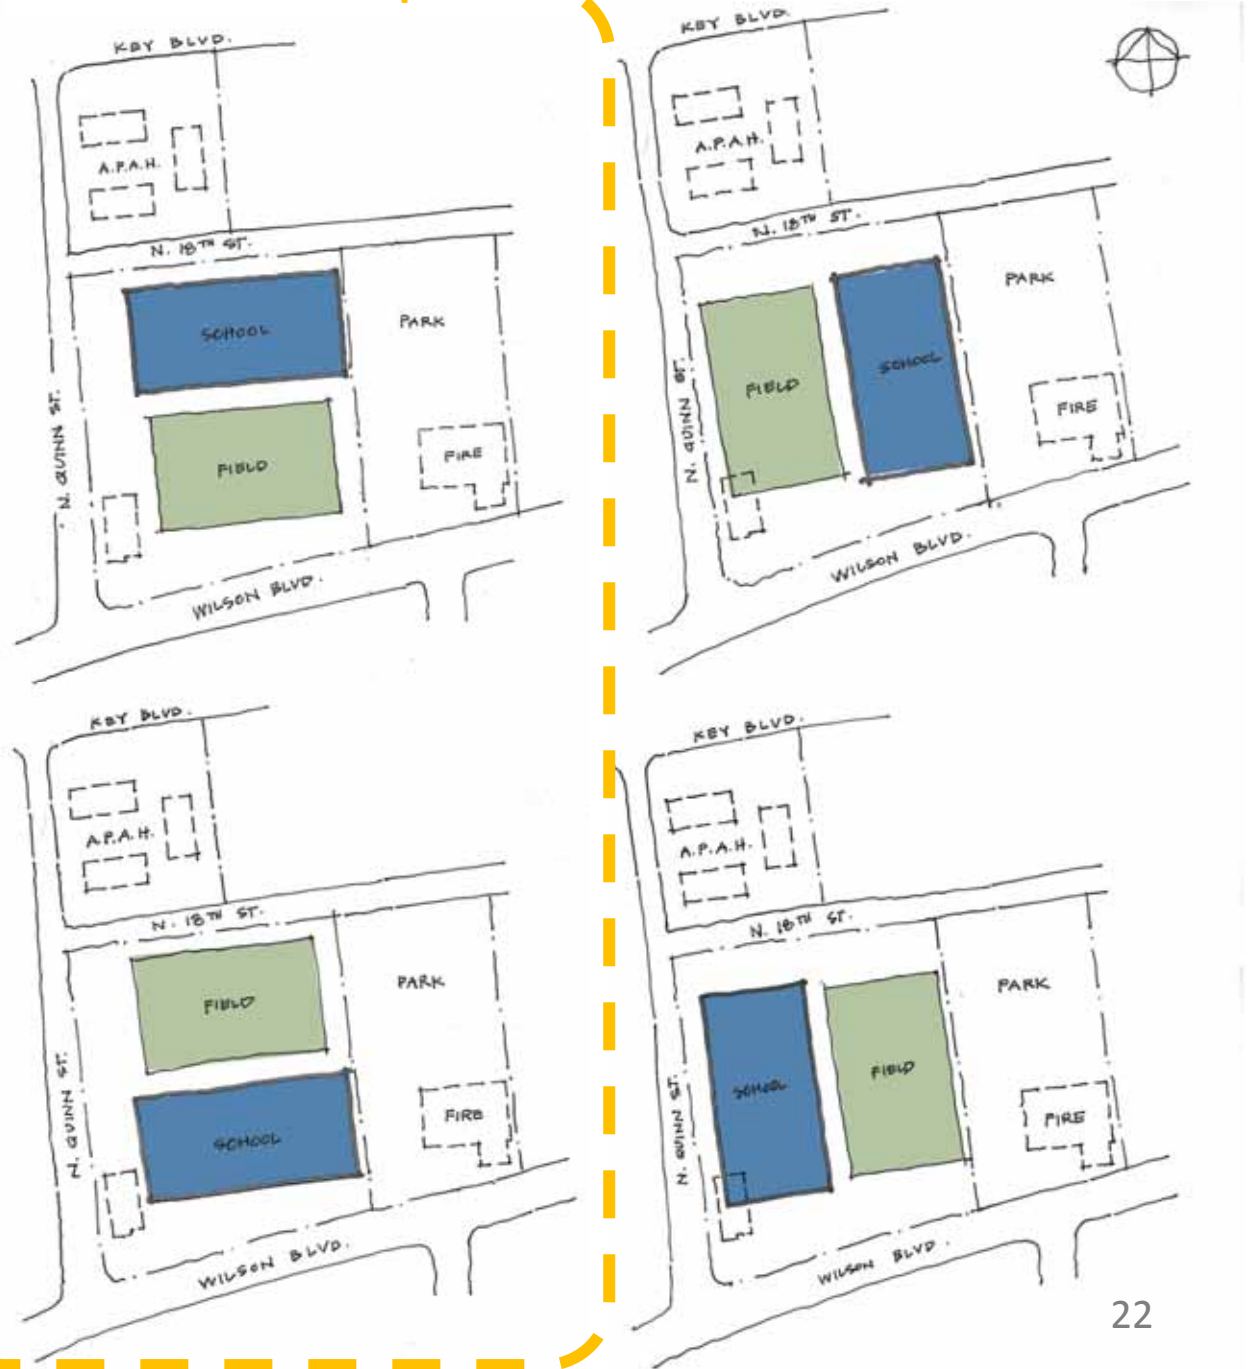 KEY BLVD.
A.P.A.H.
N. 18TH ST.
SCHOOL
PARK
N. QUINN ST.
FIELD
FIRE
WILSON BLVD.
KEY BLVD.
A.P.A.H.
N. 18TH ST.
PARK
FIELD
SCHOOL
N. QUINN ST.
FIRE
WILSON BLVD.
KEY BLVD.
A.P.A.H.
N. 18TH ST.
FIELD
PARK
N. QUINN ST.
SCHOOL
FIRE
WILSON BLVD.
KEY BLVD.
A.P.A.H.
N. 18TH ST.
PARK
SCHOOL
FIELD
N. QUINN ST.
FIRE
WILSON BLVD.
22